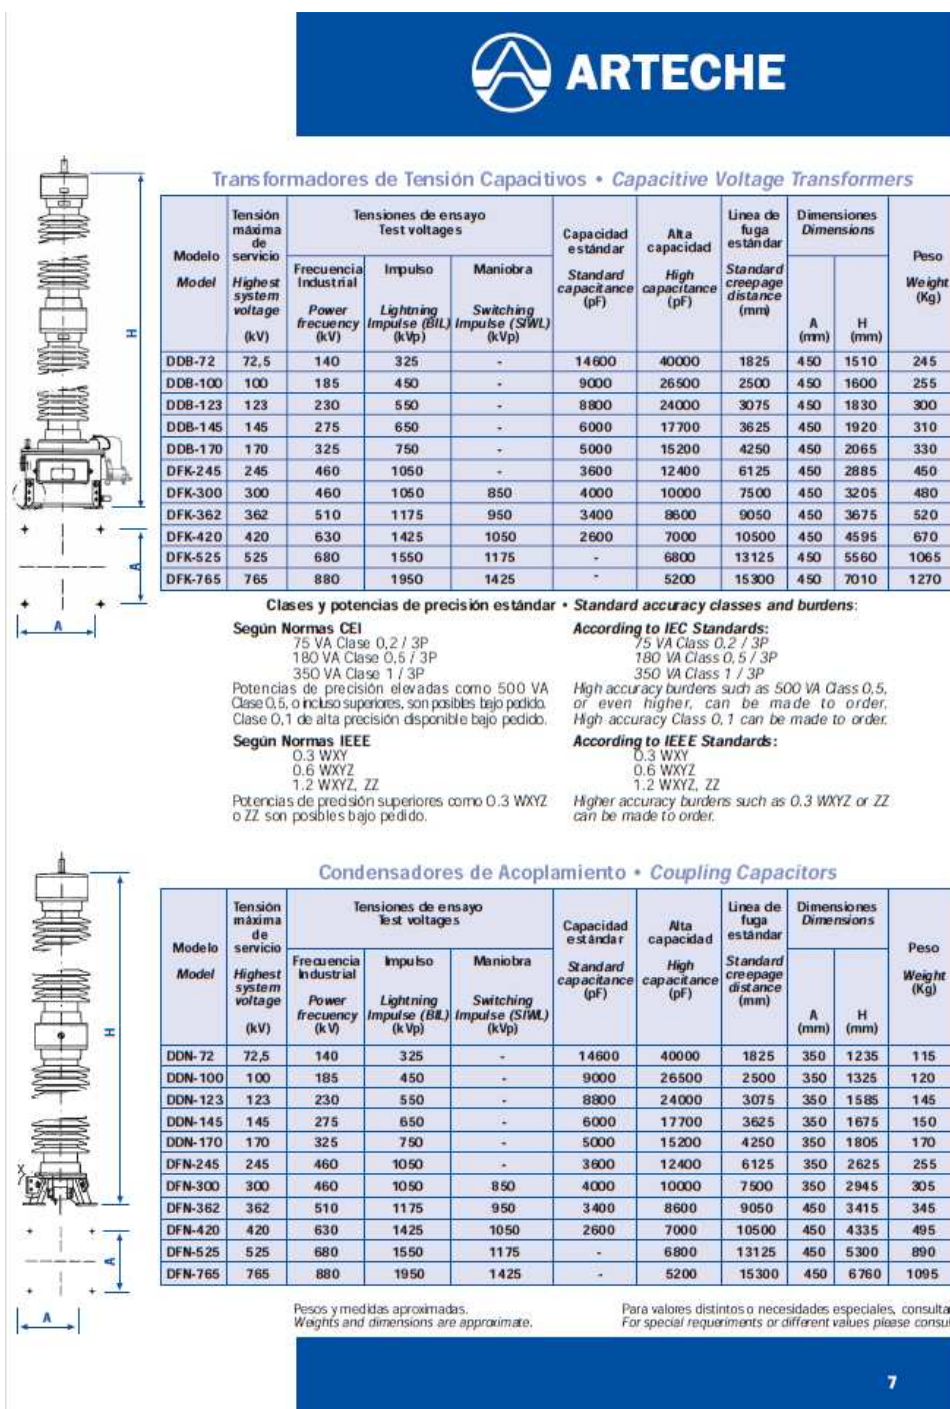 ARTECHE
Transformadores de Tensión Capacitivos • Capacitive Voltage Transformers
Modelo Model | Tensión máxima de servicio Highest system voltage (kV) | Tensiones de ensayo Test voltages | Capacidad estándar Standard capacitance (pF) | Alta capacidad High capacitance (pF) | Linea de fuga estándar Standard creepage distance (mm) | Dimensiones Dimensions | Peso Weight (Kg)
Frecuencia Industrial Power frecuency (kV) | Impulso Lightning Impulse (BIL) (kVp) | Maniobra Switching Impulse (SIWL) (kVp) | A (mm) | H (mm)
DDB-72 72,5 140 325 - 14600 40000 1825 450 1510 245
DDB-100 100 185 450 - 9000 26500 2500 450 1600 255
DDB-123 123 230 550 - 8800 24000 3075 450 1830 300
DDB-145 145 275 650 - 6000 17700 3625 450 1920 310
DDB-170 170 325 750 - 5000 15200 4250 450 2065 330
DFK-245 245 460 1050 - 3600 12400 6125 450 2885 450
DFK-300 300 460 1050 850 4000 10000 7500 450 3205 480
DFK-362 362 510 1175 950 3400 8600 9050 450 3675 520
DFK-420 420 630 1425 1050 2600 7000 10500 450 4595 670
DFK-525 525 680 1550 1175 - 6800 13125 450 5560 1065
DFK-765 765 880 1950 1425 - 5200 15300 450 7010 1270
H
A
A
Clases y potencias de precisión estándar • Standard accuracy classes and burdens:
Según Normas CEI
75 VA Clase 0,2 / 3P
180 VA Clase 0,5 / 3P
350 VA Clase 1 / 3P
Potencias de precisión elevadas como 500 VA
Clase 0,5, o incluso superiores, son posibles bajo pedido.
Clase 0,1 de alta precisión disponible bajo pedido.
Según Normas IEEE
0.3 WXY
0.6 WXYZ
1.2 WXYZ, ZZ
Potencias de precisión superiores como 0.3 WXYZ
o ZZ son posibles bajo pedido.
According to IEC Standards:
75 VA Class 0,2 / 3P
180 VA Class 0,5 / 3P
350 VA Class 1 / 3P
High accuracy burdens such as 500 VA Class 0,5,
or even higher, can be made to order.
High accuracy Class 0,1 can be made to order.
According to IEEE Standards:
0.3 WXY
0.6 WXYZ
1.2 WXYZ, ZZ
Higher accuracy burdens such as 0.3 WXYZ or ZZ
can be made to order.
Condensadores de Acoplamiento • Coupling Capacitors
Modelo Model | Tensión máxima de servicio Highest system voltage (kV) | Tensiones de ensayo Test voltages | Capacidad estándar Standard capacitance (pF) | Alta capacidad High capacitance (pF) | Linea de fuga estándar Standard creepage distance (mm) | Dimensiones Dimensions | Peso Weight (Kg)
Frecuencia Industrial Power frecuency (kV) | Impulso Lightning Impulse (BIL) (kVp) | Maniobra Switching Impulse (SIWL) (kVp) | A (mm) | H (mm)
DDN-72 72,5 140 325 - 14600 40000 1825 350 1235 115
DDN-100 100 185 450 - 9000 26500 2500 350 1325 120
DDN-123 123 230 550 - 8800 24000 3075 350 1585 145
DDN-145 145 275 650 - 6000 17700 3625 350 1675 150
DDN-170 170 325 750 - 5000 15200 4250 350 1805 170
DFN-245 245 460 1050 - 3600 12400 6125 350 2625 255
DFN-300 300 460 1050 850 4000 10000 7500 350 2945 305
DFN-362 362 510 1175 950 3400 8600 9050 450 3415 345
DFN-420 420 630 1425 1050 2600 7000 10500 450 4335 495
DFN-525 525 680 1550 1175 - 6800 13125 450 5300 890
DFN-765 765 880 1950 1425 - 5200 15300 450 6760 1095
H
X
A
A
Pesos y medidas aproximadas.
Weights and dimensions are approximate.
Para valores distintos o necesidades especiales, consulta
For special requeriments or different values please consul
7